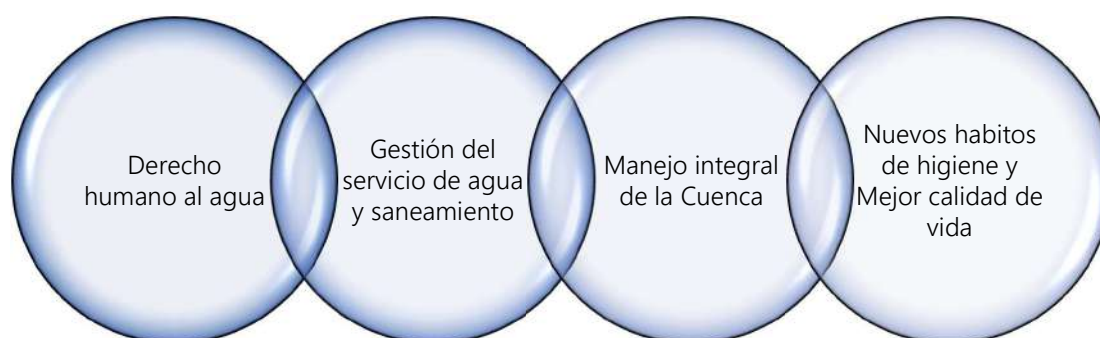 Derecho
humano al agua
Gestión del
servicio de agua
y saneamiento
Manejo integral
de la Cuenca
Nuevos habitos
de higiene y
Mejor calidad de
vida